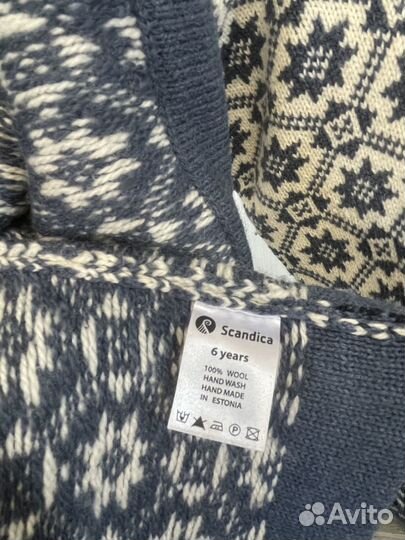 Scandica
6 years
100% WOOL
HAND WASH
HAND MADE
IN ESTONIA
P
Avito